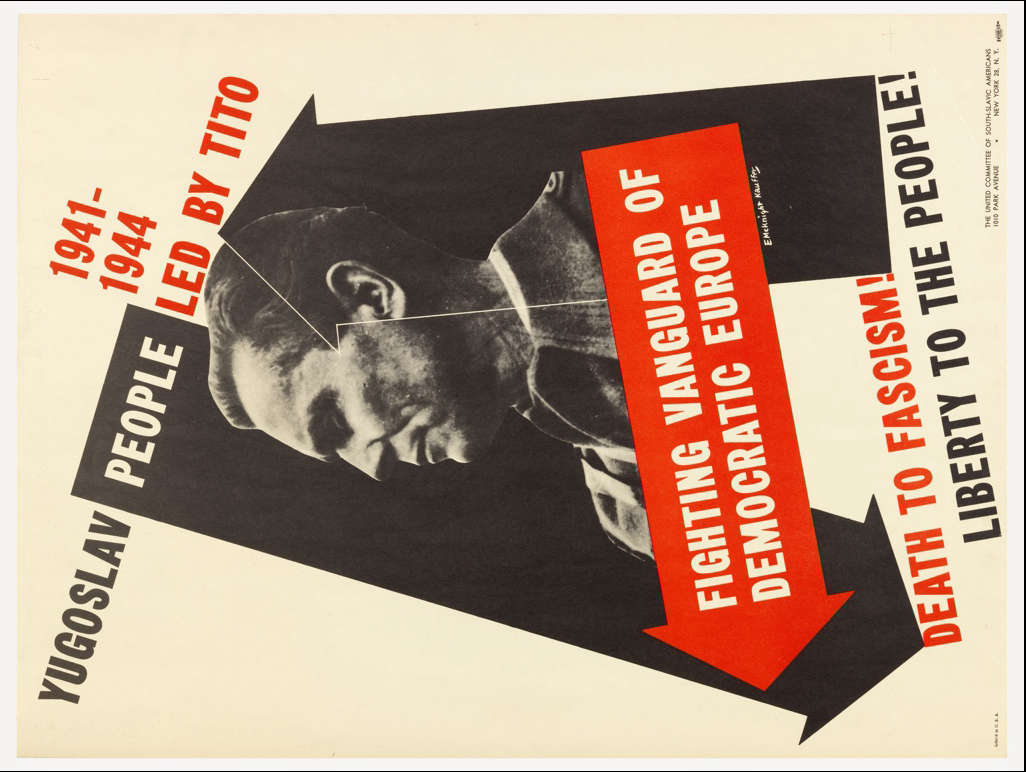 1941-
1944
YUGOSLAV PEOPLE LED BY TITO
FIGHTING VANGUARD OF
DEMOCRATIC EUROPE
E McKnight Kauffer
DEATH TO FASCISM!
LIBERTY TO THE PEOPLE!
THE UNITED COMMITTEE OF SOUTH-SLAVIC AMERICANS
1010 PARK AVENUE • NEW YORK 28, N. Y.